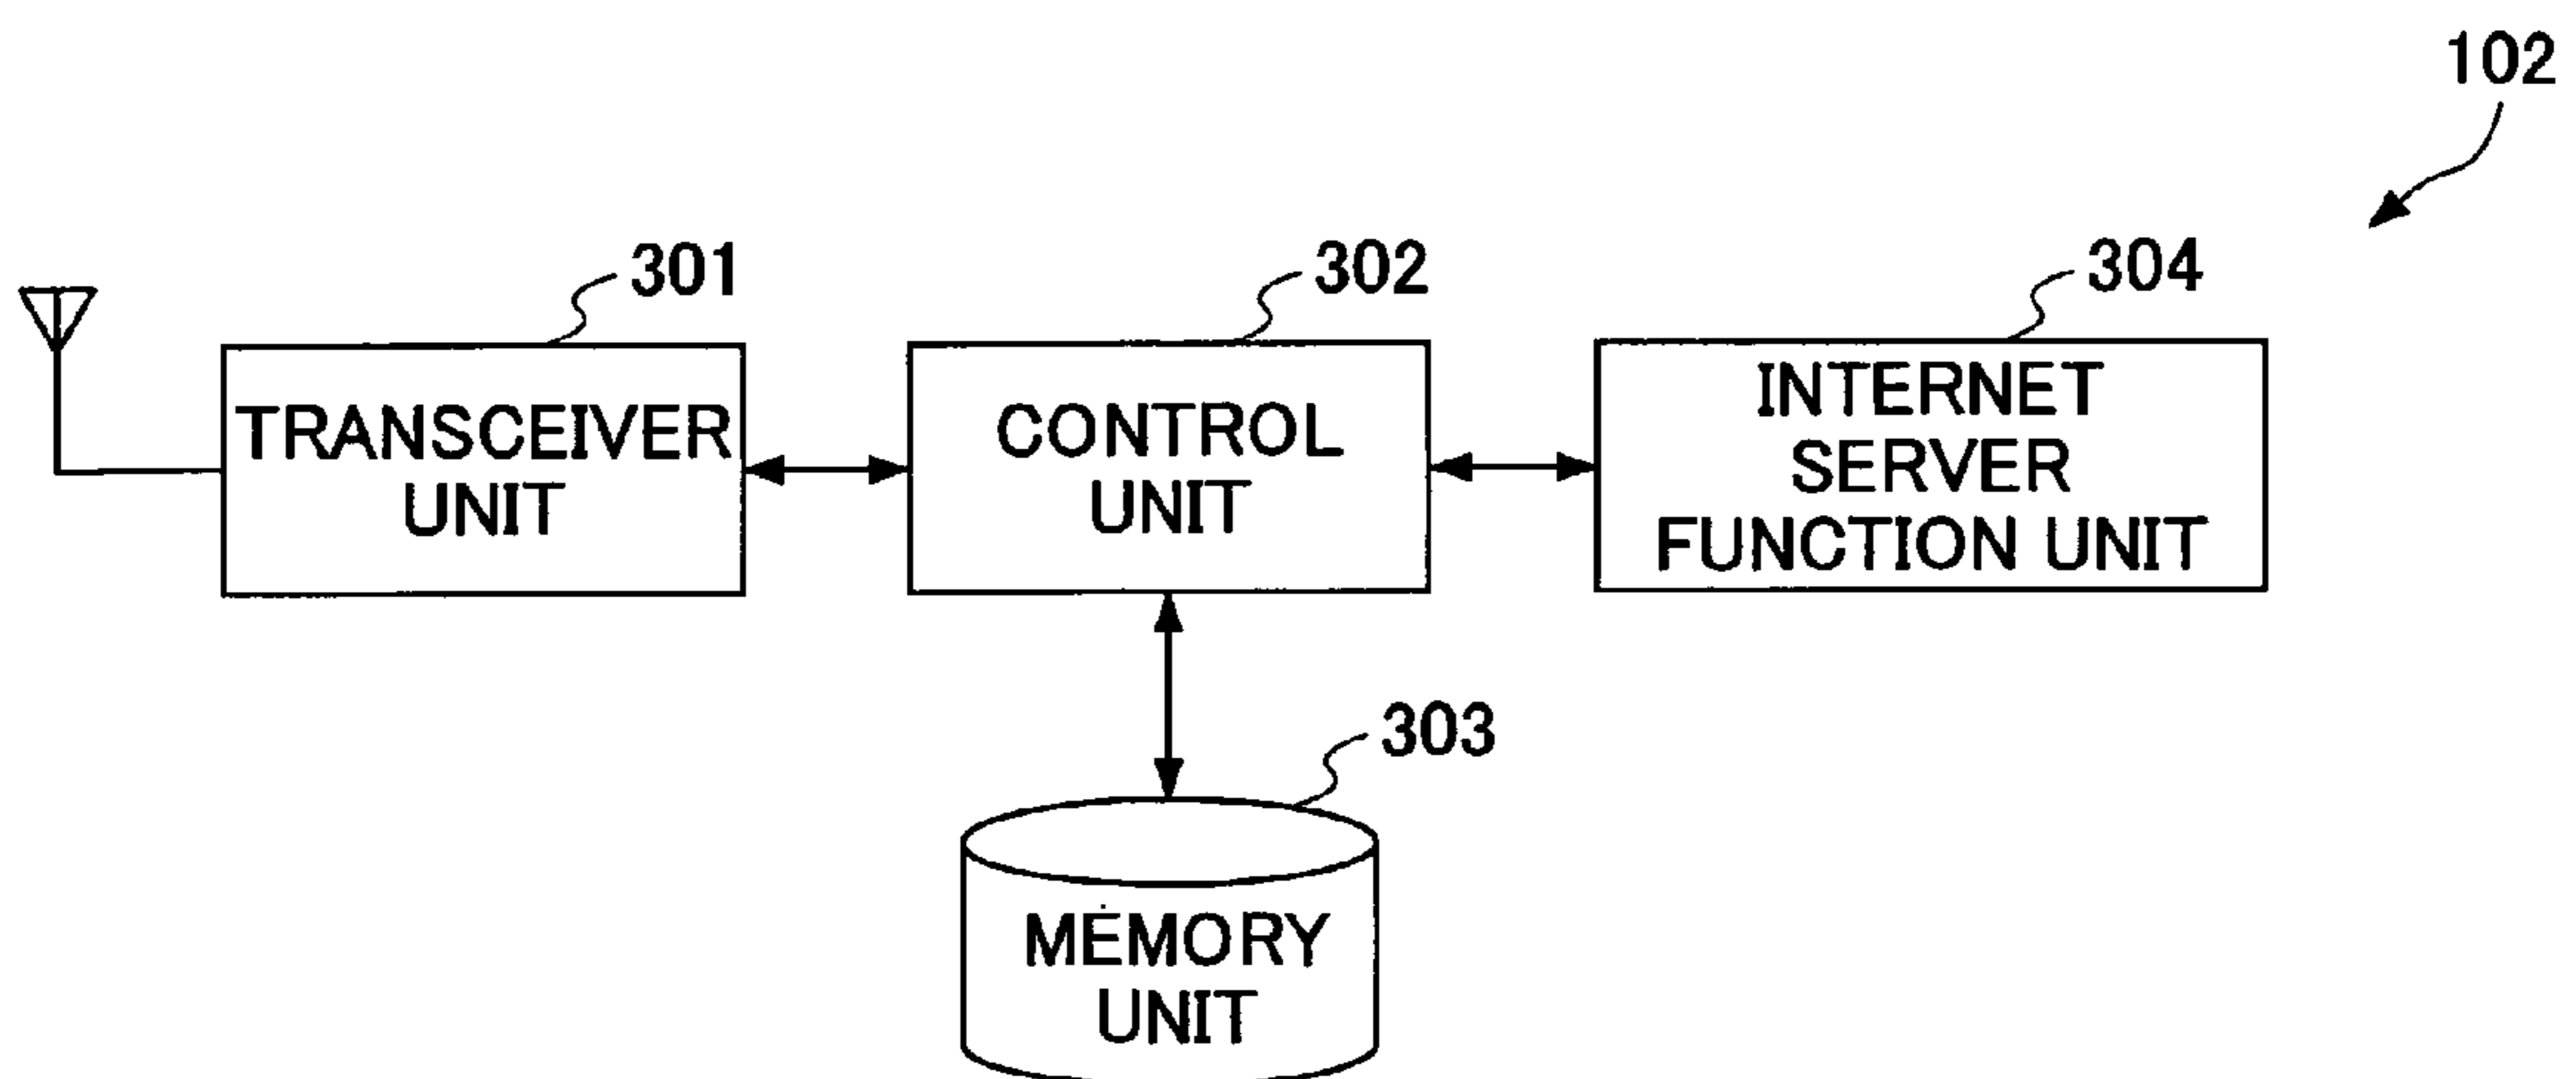 102
301
302
304
TRANSCEIVER
UNIT
CONTROL
UNIT
INTERNET
SERVER
FUNCTION UNIT
303
MEMORY
UNIT